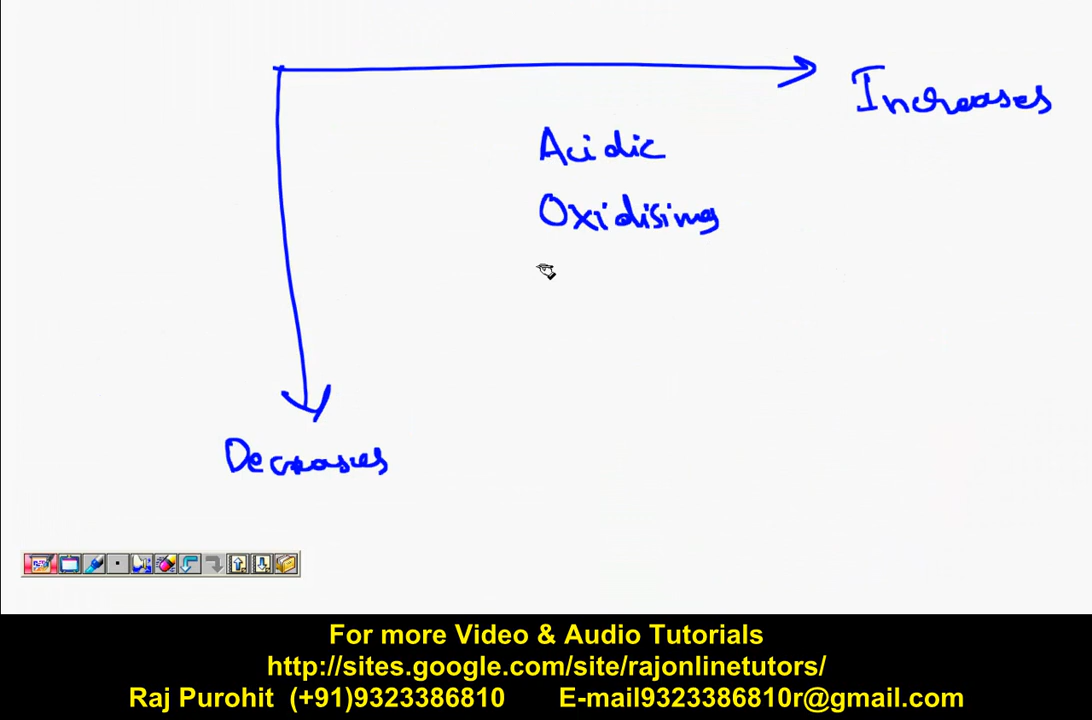 Increases
Acidic
Oxidising
Decreases
For more Video & Audio Tutorials
http://sites.google.com/site/rajonlinetutors/
Raj Purohit (+91)9323386810 E-mail9323386810r@gmail.com